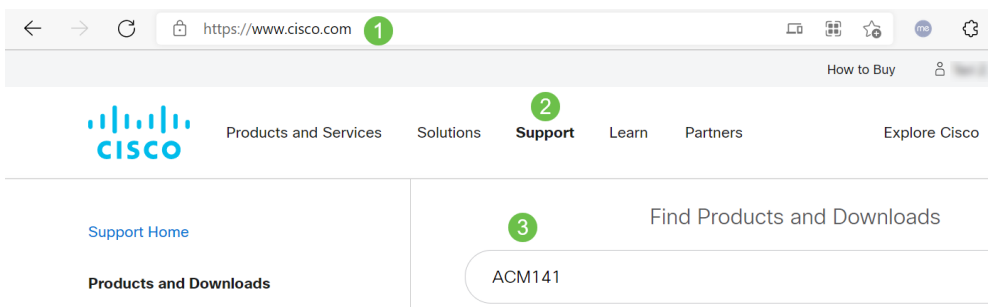 https://www.cisco.com 1
me
How to Buy
2
CISCO Products and Services Solutions Support Learn Partners Explore Cisco
Find Products and Downloads
Support Home
3
ACM141
Products and Downloads